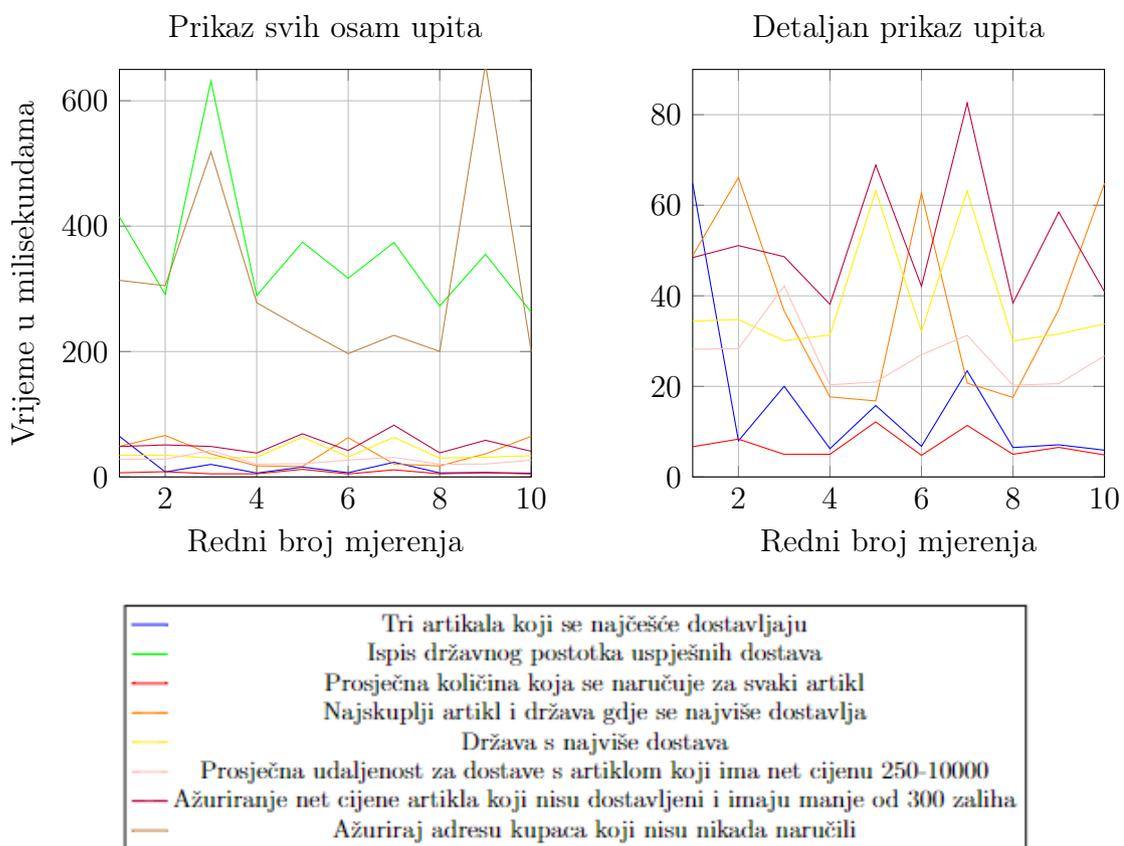 Prikaz svih osam upita
Detaljan prikaz upita
Vrijeme u milisekundama
600
400
200
0
2 4 6 8 10
Redni broj mjerenja
80
60
40
20
0
2 4 6 8 10
Redni broj mjerenja
Tri artikala koji se najčešće dostavljaju
Ispis državnog postotka uspješnih dostava
Prosječna količina koja se naručuje za svaki artikl
Najskuplji artikl i država gdje se najviše dostavlja
Država s najviše dostava
Prosječna udaljenost za dostave s artiklom koji ima net cijenu 250-10000
Ažuriranje net cijene artikla koji nisu dostavljeni i imaju manje od 300 zaliha
Ažuriraj adresu kupaca koji nisu nikada naručili